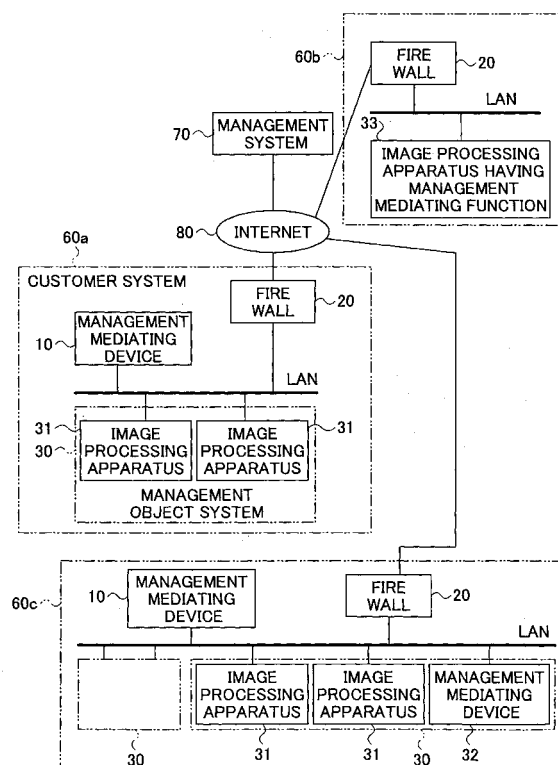 60b
FIRE
WALL
20
LAN
33
IMAGE PROCESSING
APPARATUS HAVING
MANAGEMENT
MEDIATING FUNCTION
70
MANAGEMENT
SYSTEM
80
INTERNET
60a
CUSTOMER SYSTEM
FIRE
WALL
20
10
MANAGEMENT
MEDIATING
DEVICE
LAN
31
30
IMAGE
PROCESSING
APPARATUS
IMAGE
PROCESSING
APPARATUS
31
MANAGEMENT
OBJECT SYSTEM
60c
10
MANAGEMENT
MEDIATING
DEVICE
FIRE
WALL
20
LAN
IMAGE
PROCESSING
APPARATUS
IMAGE
PROCESSING
APPARATUS
MANAGEMENT
MEDIATING
DEVICE
30
31
31
30
32